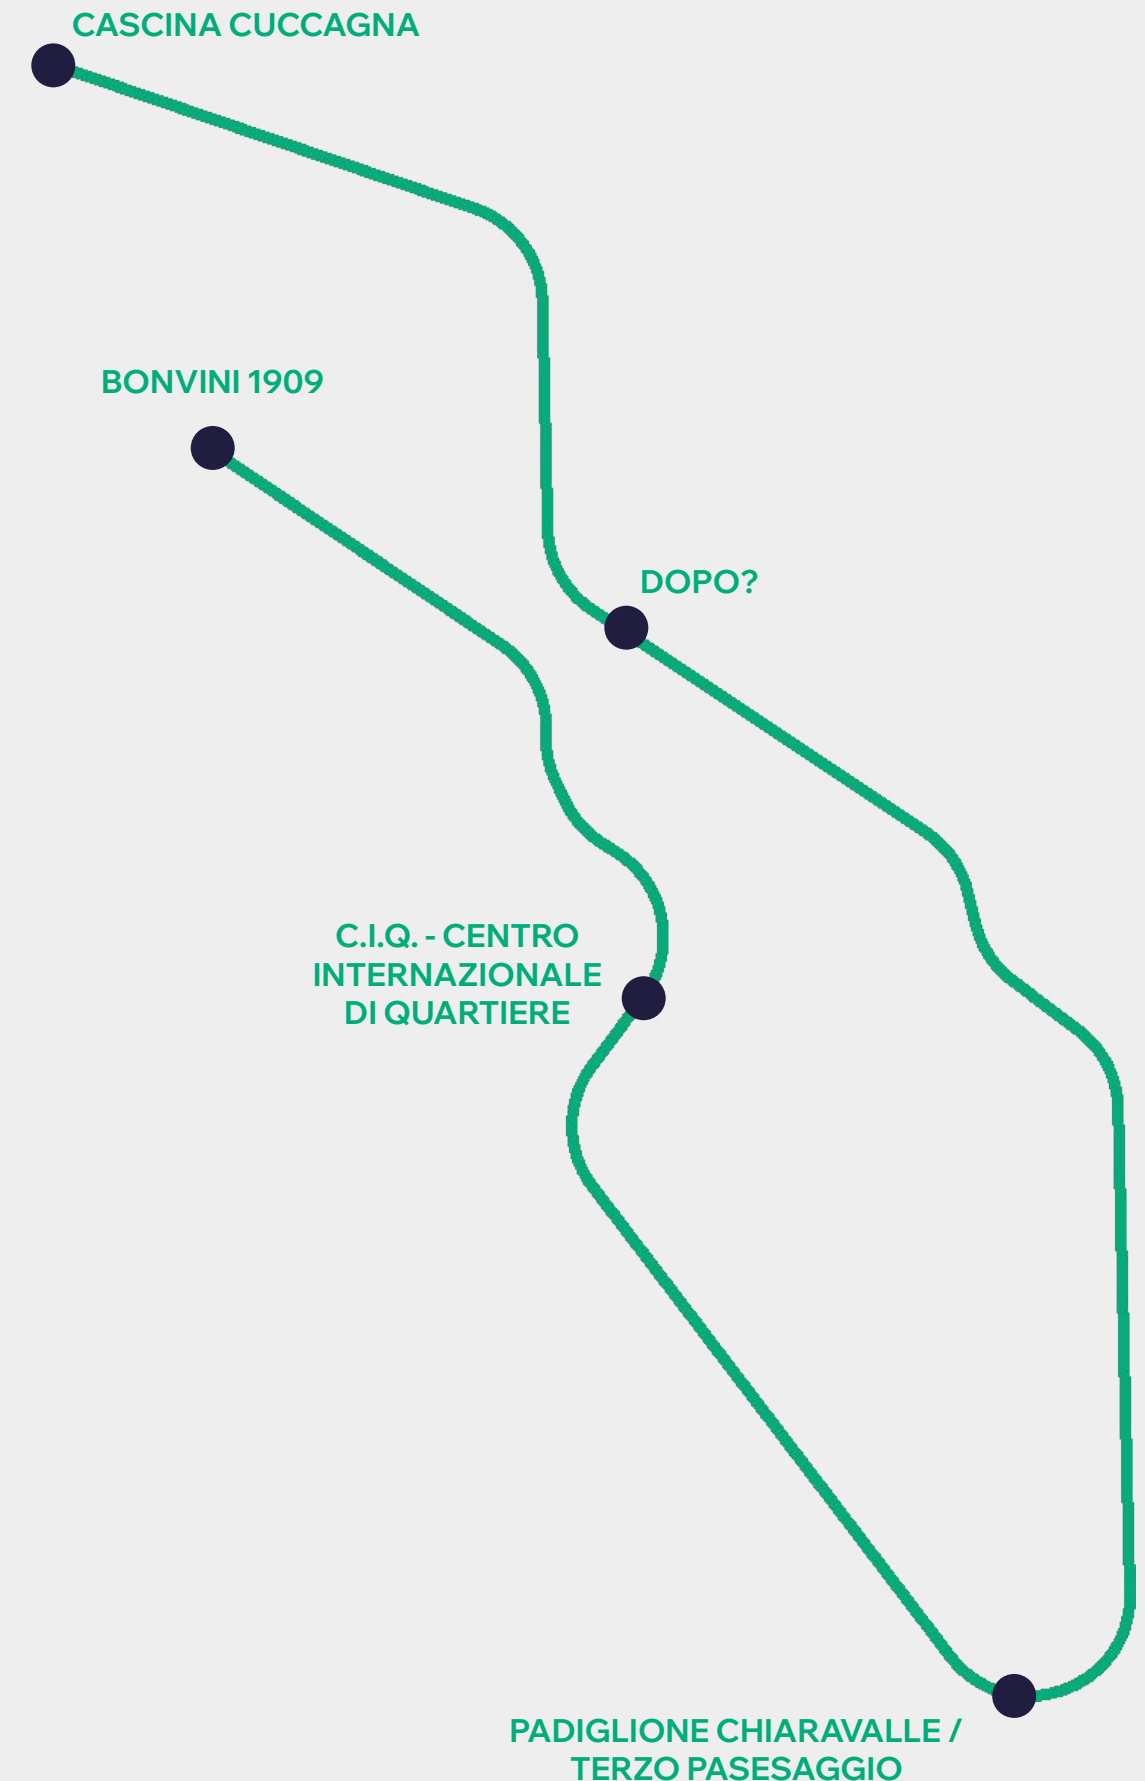 CASCINA CUCCAGNA
BONVINI 1909
DOPO?
C.I.Q. - CENTRO
INTERNAZIONALE
DI QUARTIERE
PADIGLIONE CHIARAVALLE /
TERZO PASESAGGIO